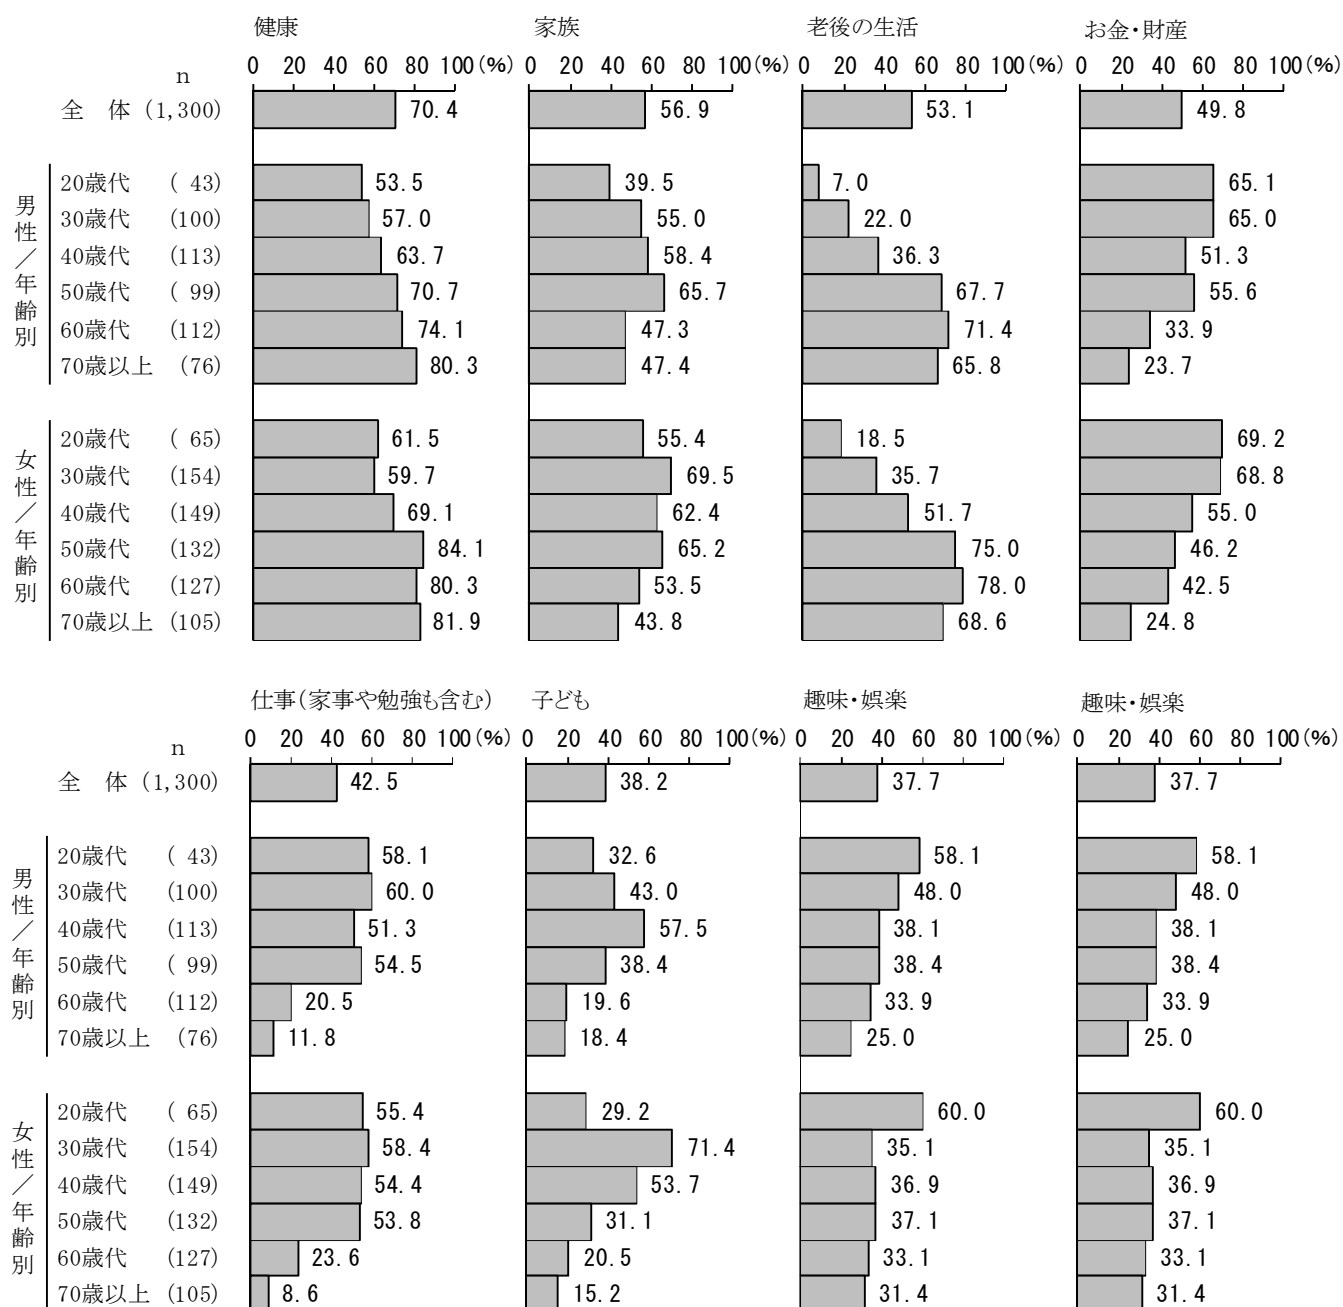 健康 家族 老後の生活 お金・財産
n 0 20 40 60 80 100(%) 0 20 40 60 80 100(%) 0 20 40 60 80 100(%) 0 20 40 60 80 100(%)
全 体 (1,300) 70.4 56.9 53.1 49.8
男性/年齢別
20歳代 ( 43) 53.5 39.5 7.0 65.1
30歳代 (100) 57.0 55.0 22.0 65.0
40歳代 (113) 63.7 58.4 36.3 51.3
50歳代 ( 99) 70.7 65.7 67.7 55.6
60歳代 (112) 74.1 47.3 71.4 33.9
70歳以上 (76) 80.3 47.4 65.8 23.7
女性/年齢別
20歳代 ( 65) 61.5 55.4 18.5 69.2
30歳代 (154) 59.7 69.5 35.7 68.8
40歳代 (149) 69.1 62.4 51.7 55.0
50歳代 (132) 84.1 65.2 75.0 46.2
60歳代 (127) 80.3 53.5 78.0 42.5
70歳以上 (105) 81.9 43.8 68.6 24.8
仕事(家事や勉強も含む) 子ども 趣味・娯楽 趣味・娯楽
n 0 20 40 60 80 100(%) 0 20 40 60 80 100(%) 0 20 40 60 80 100(%) 0 20 40 60 80 100(%)
全 体 (1,300) 42.5 38.2 37.7 37.7
男性/年齢別
20歳代 ( 43) 58.1 32.6 58.1 58.1
30歳代 (100) 60.0 43.0 48.0 48.0
40歳代 (113) 51.3 57.5 38.1 38.1
50歳代 ( 99) 54.5 38.4 38.4 38.4
60歳代 (112) 20.5 19.6 33.9 33.9
70歳以上 (76) 11.8 18.4 25.0 25.0
女性/年齢別
20歳代 ( 65) 55.4 29.2 60.0 60.0
30歳代 (154) 58.4 71.4 35.1 35.1
40歳代 (149) 54.4 53.7 36.9 36.9
50歳代 (132) 53.8 31.1 37.1 37.1
60歳代 (127) 23.6 20.5 33.1 33.1
70歳以上 (105) 8.6 15.2 31.4 31.4